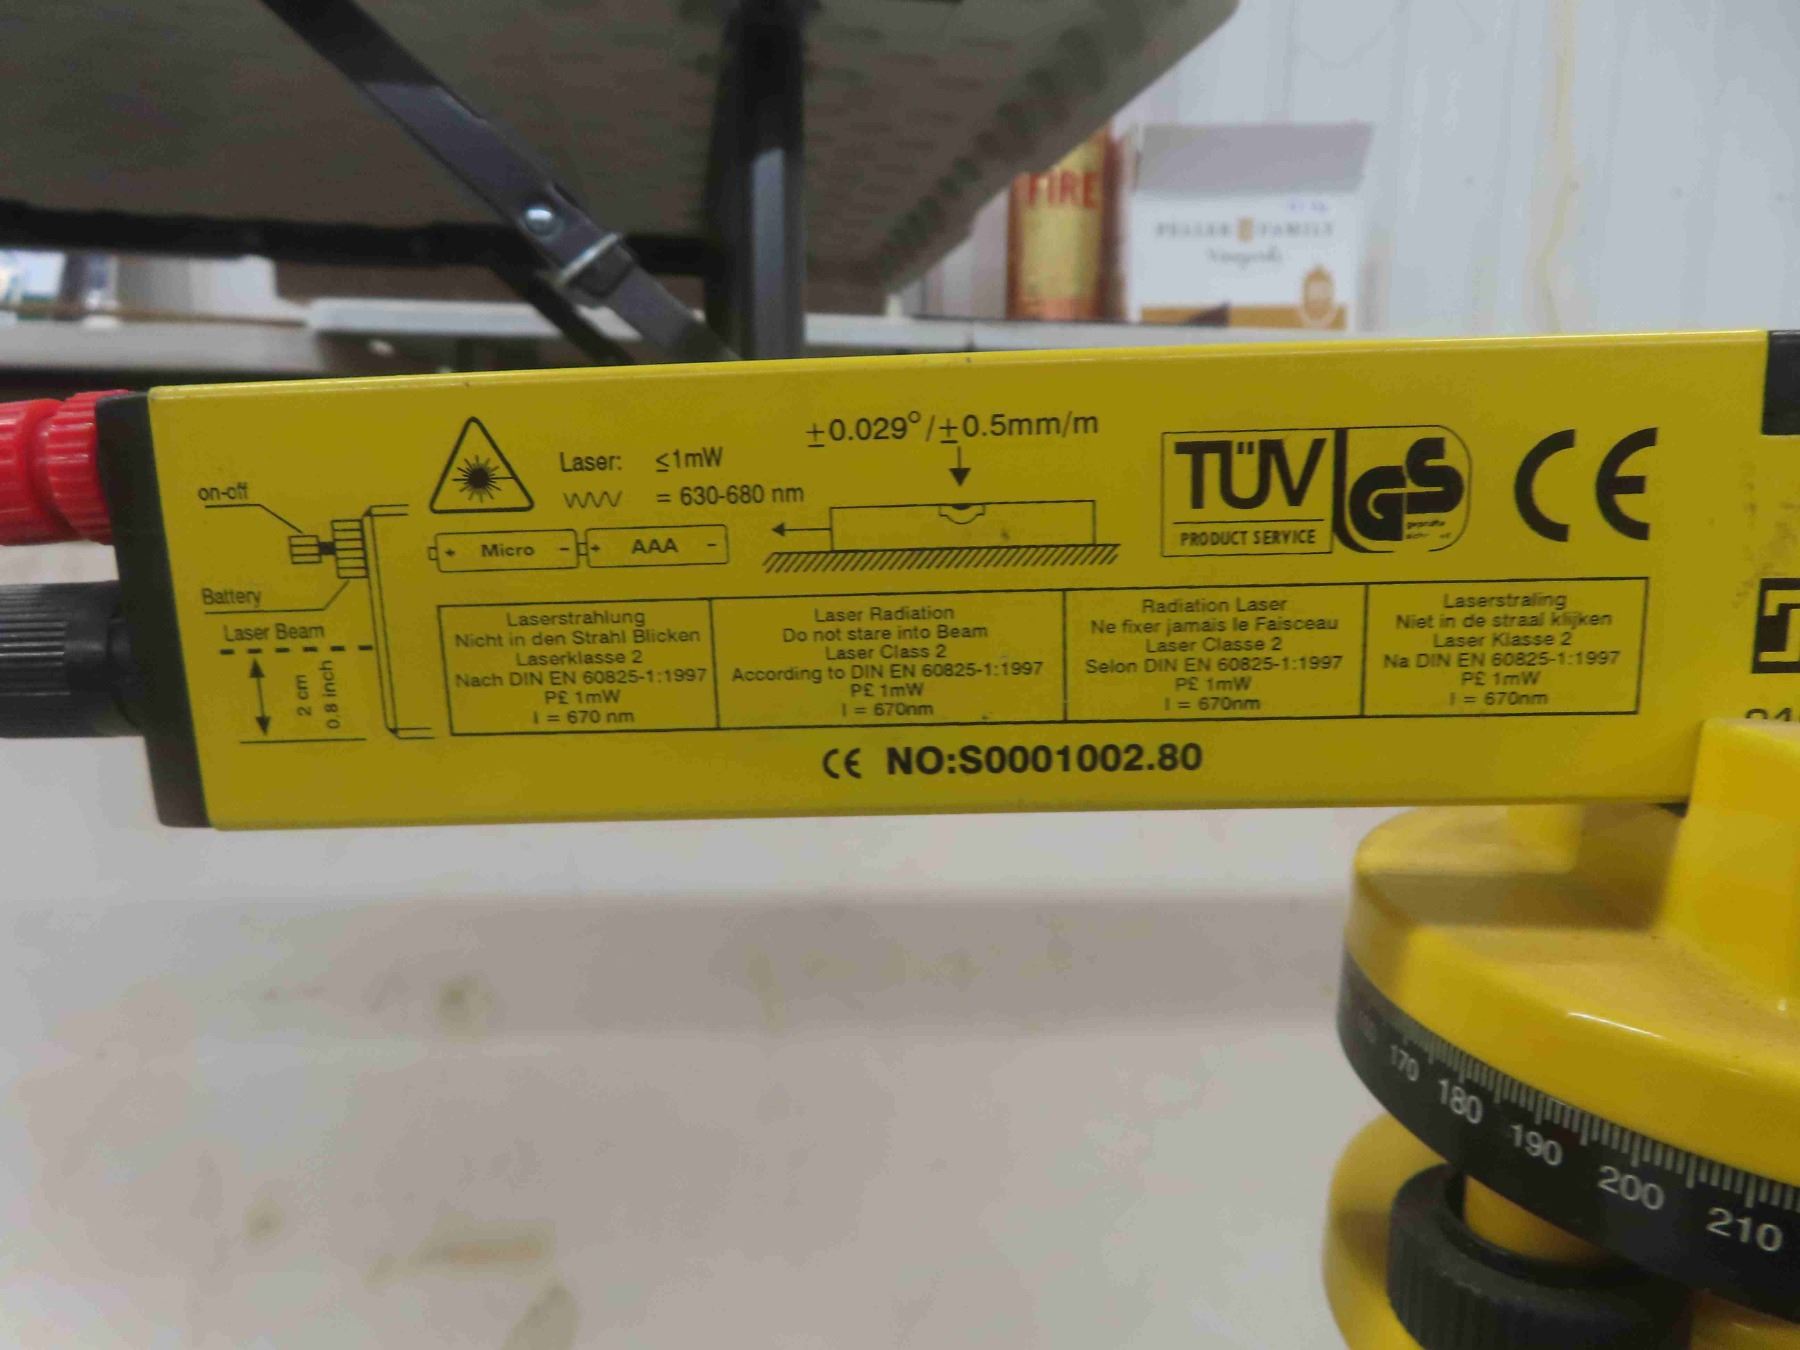 FIRE
PELLER FAMILY
Vineyards
±0.029°/±0.5mm/m
Laser: ≤1mW
= 630-680 nm
on-off
+ Micro - + AAA -
Battery
Laser Beam
2 cm
0.8 inch
TÜV
PRODUCT SERVICE
GS
geprüfte
CE
Laserstrahlung
Nicht in den Strahl Blicken
Laserklasse 2
Nach DIN EN 60825-1:1997
P£ 1mW
l = 670 nm
Laser Radiation
Do not stare into Beam
Laser Class 2
According to DIN EN 60825-1:1997
P£ 1mW
l = 670nm
Radiation Laser
Ne fixer jamais le Faisceau
Laser Classe 2
Selon DIN EN 60825-1:1997
P£ 1mW
l = 670nm
Laserstraling
Niet in de straal klijken
Laser Klasse 2
Na DIN EN 60825-1:1997
P£ 1mW
l = 670nm
CE NO:S0001002.80
170 180 190 200 210